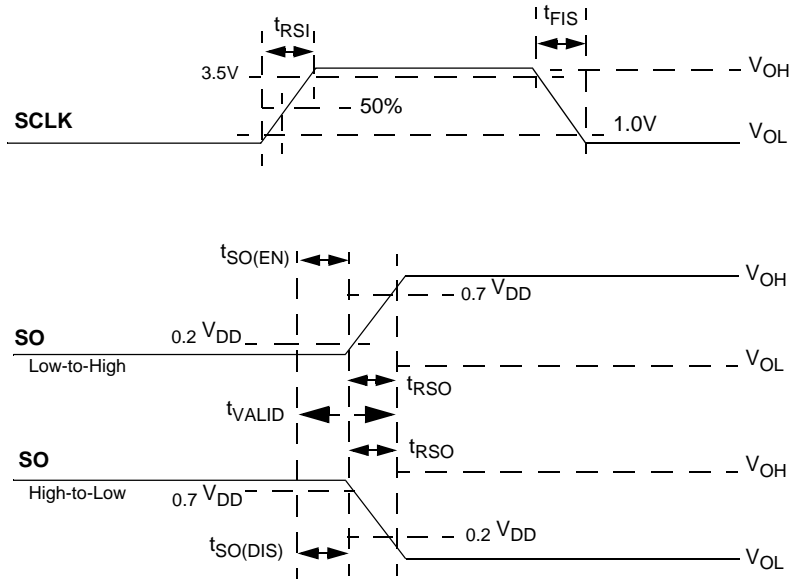 tRSI
tFIS
3.5V
VOH
50%
SCLK
1.0V
VOL
tSO(EN)
VOH
0.7 VDD
SO
0.2 VDD
Low-to-High
VOL
tRSO
tVALID
tRSO
SO
VOH
High-to-Low
0.7 VDD
0.2 VDD
tSO(DIS)
VOL